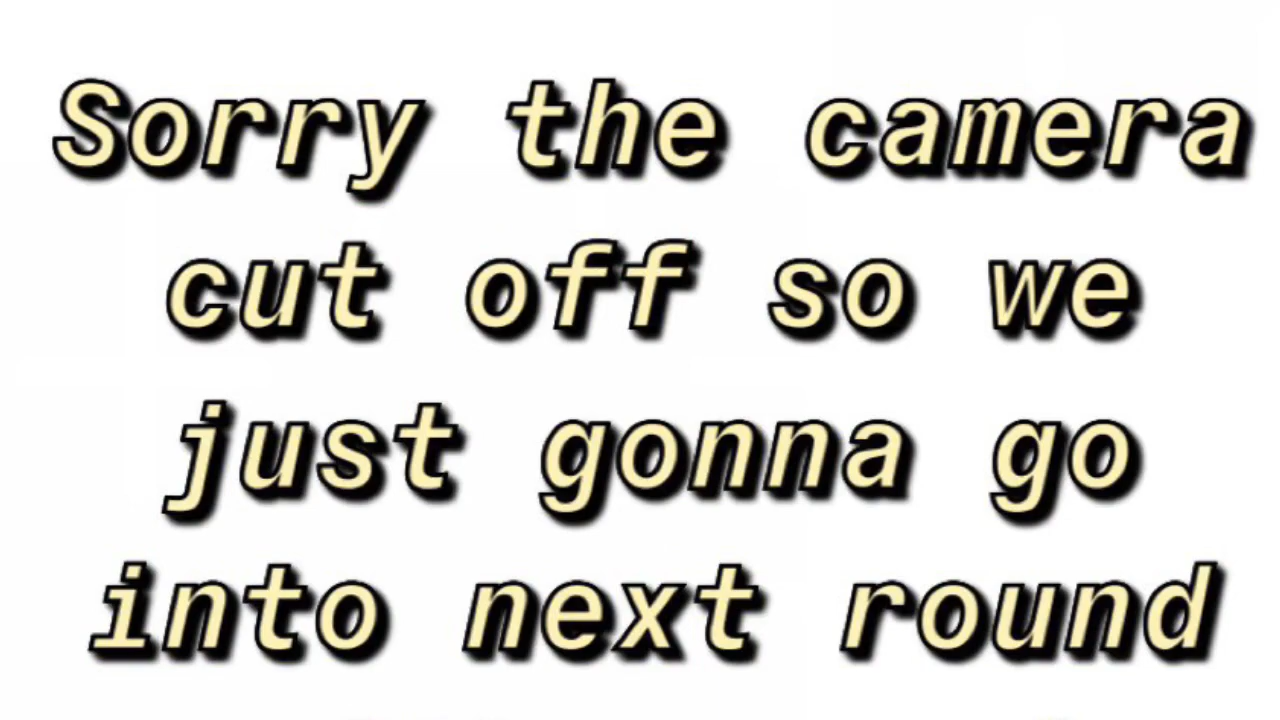 Sorry the camera
cut off so we
just gonna go
into next round